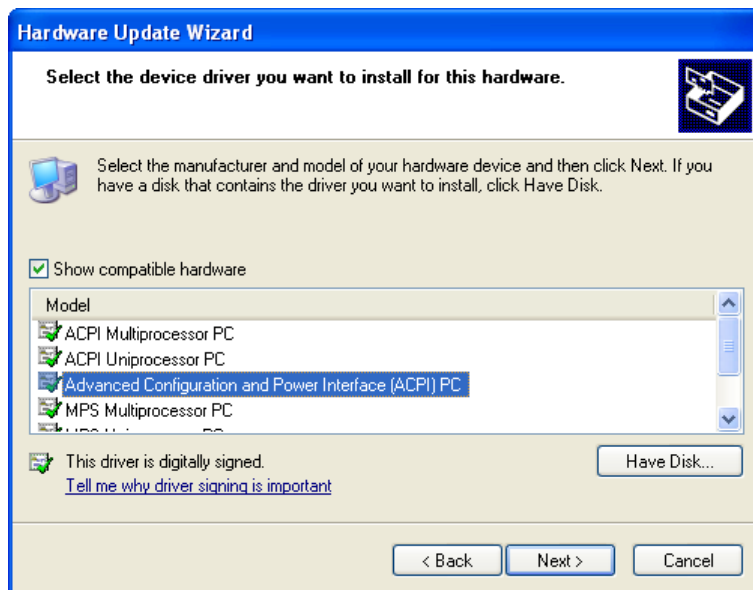 Hardware Update Wizard
Select the device driver you want to install for this hardware.
Select the manufacturer and model of your hardware device and then click Next. If you
have a disk that contains the driver you want to install, click Have Disk.
Show compatible hardware
Model
ACPI Multiprocessor PC
ACPI Uniprocessor PC
Advanced Configuration and Power Interface (ACPI) PC
MPS Multiprocessor PC
This driver is digitally signed.
Have Disk...
Tell me why driver signing is important
< Back Next > Cancel